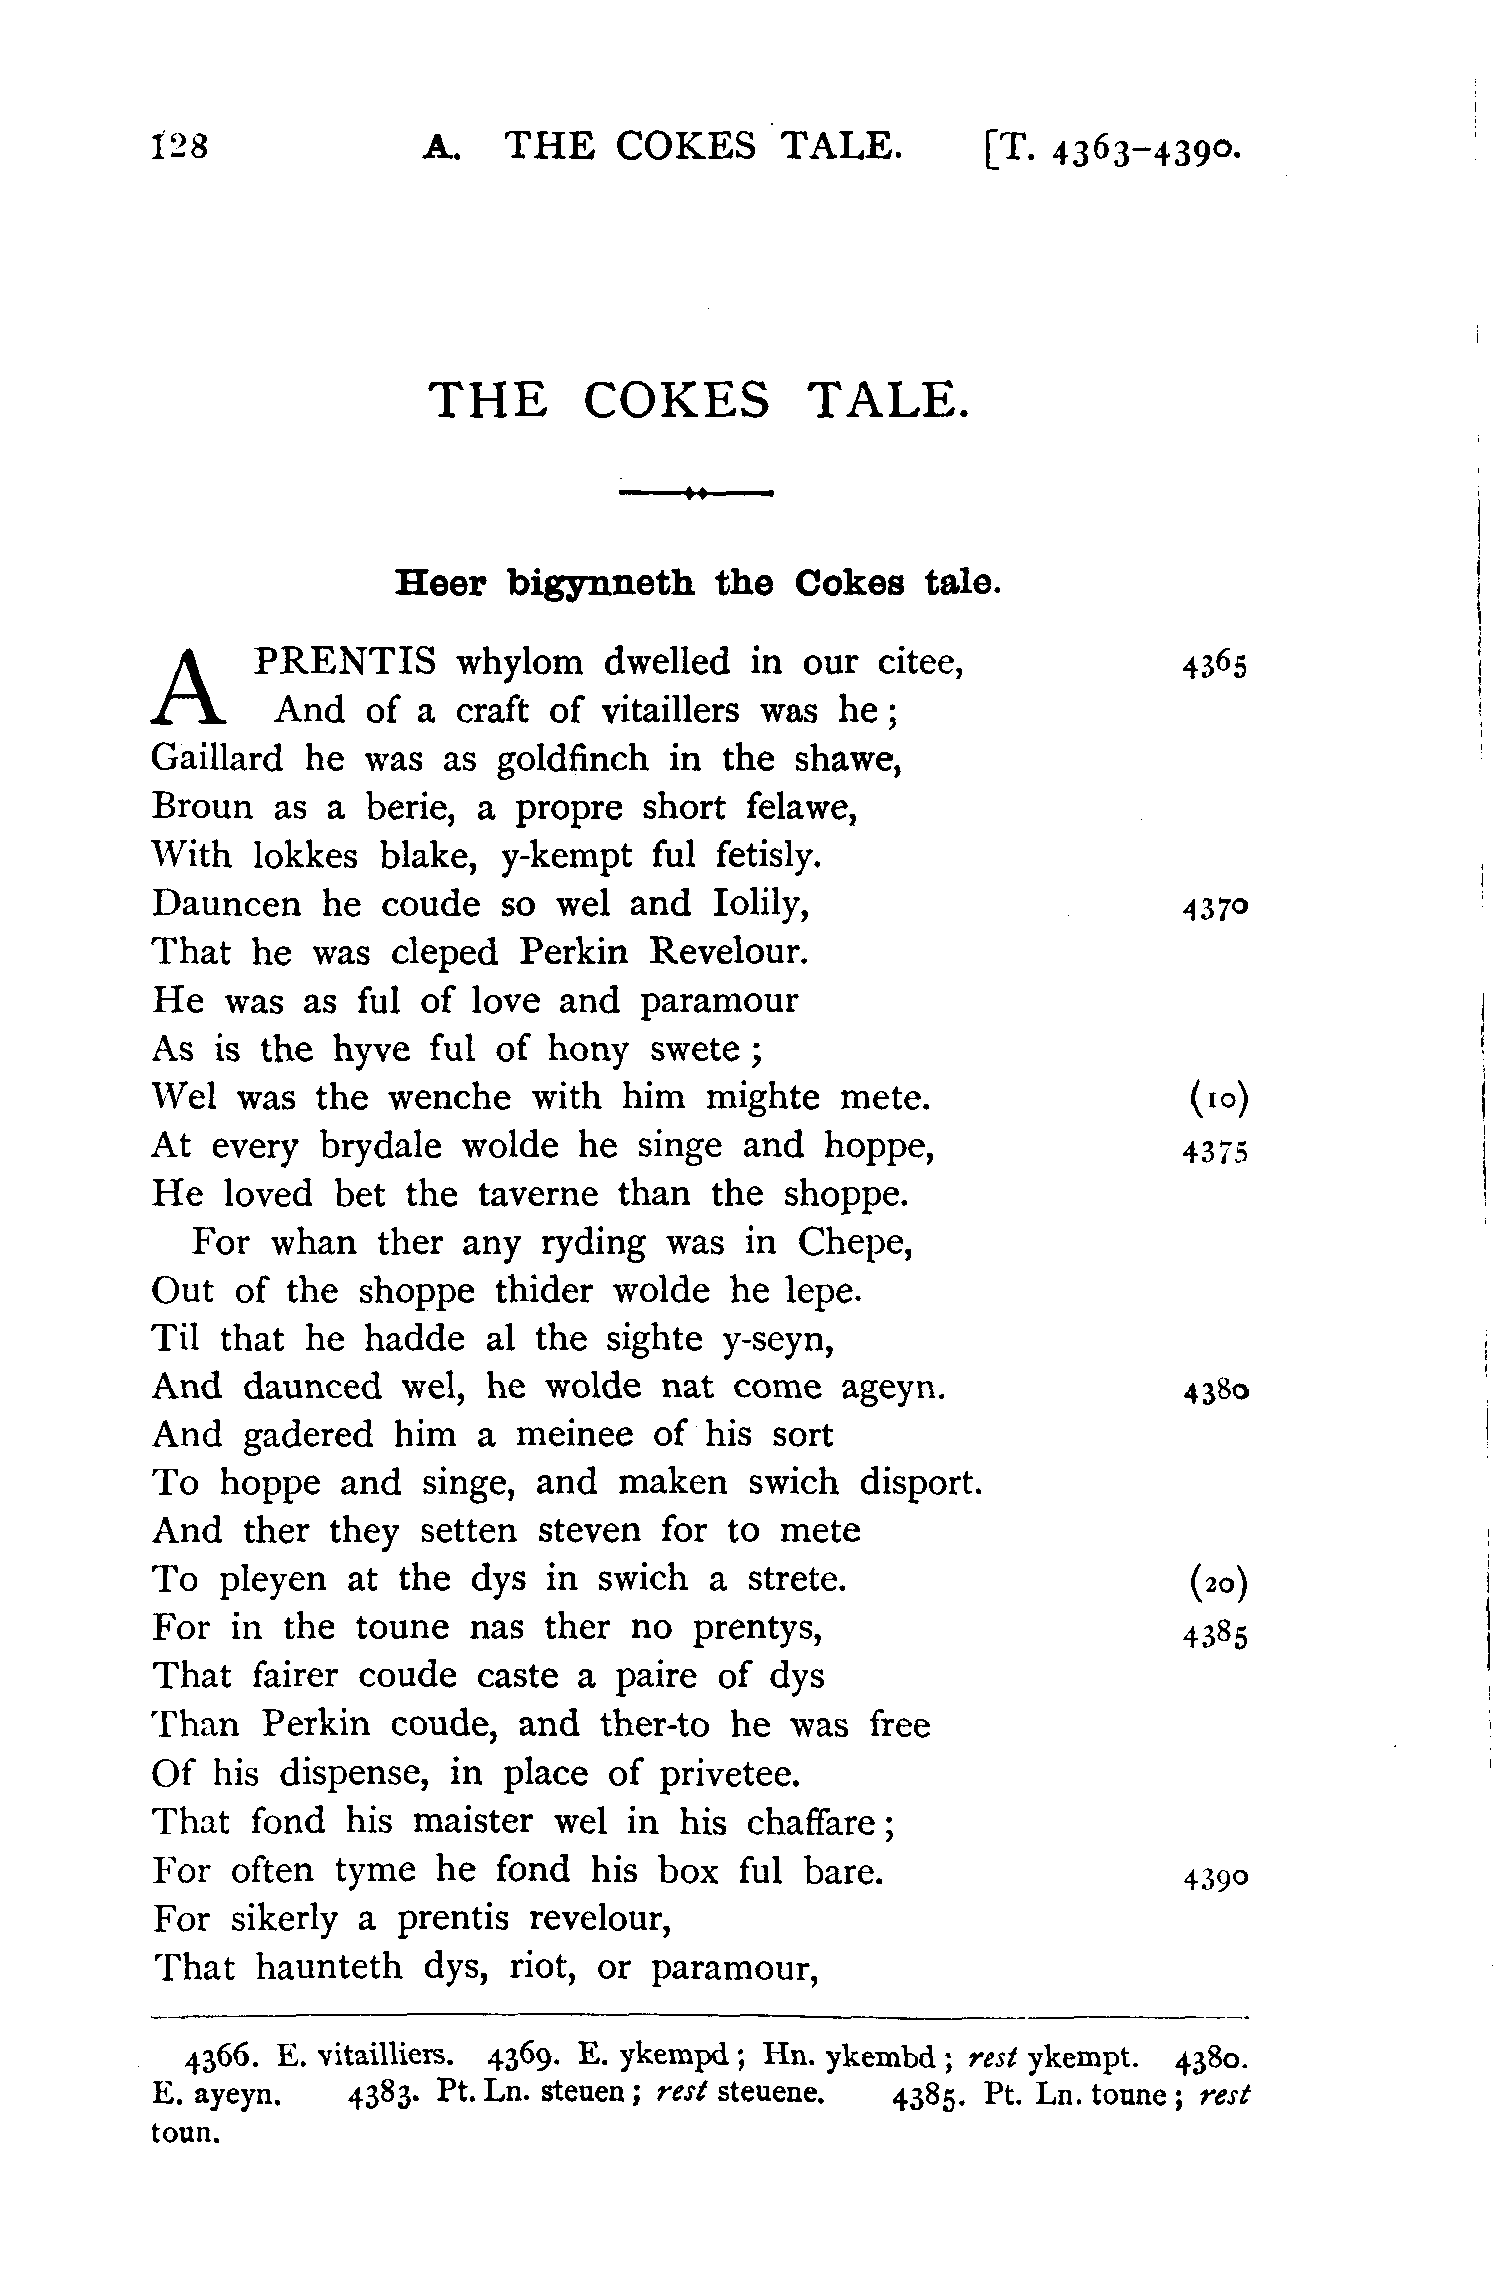 128 A. THE COKES TALE. [T. 4363–4390.
THE COKES TALE.
Heer bigynneth the Cokes tale.
A PRENTIS whylom dwelled in our citee, 4365
And of a craft of vitaillers was he ;
Gaillard he was as goldfinch in the shawe,
Broun as a berie, a propre short felawe,
With lokkes blake, y-kempt ful fetisly.
Dauncen he coude so wel and Iolily, 4370
That he was cleped Perkin Revelour.
He was as ful of love and paramour
As is the hyve ful of hony swete ;
Wel was the wenche with him mighte mete. (10)
At every brydale wolde he singe and hoppe, 4375
He loved bet the taverne than the shoppe.
For whan ther any ryding was in Chepe,
Out of the shoppe thider wolde he lepe.
Til that he hadde al the sighte y-seyn,
And daunced wel, he wolde nat come ageyn. 4380
And gadered him a meinee of his sort
To hoppe and singe, and maken swich disport.
And ther they setten steven for to mete
To pleyen at the dys in swich a strete. (20)
For in the toune nas ther no prentys, 4385
That fairer coude caste a paire of dys
Than Perkin coude, and ther-to he was free
Of his dispense, in place of privetee.
That fond his maister wel in his chaffare ;
For often tyme he fond his box ful bare. 4390
For sikerly a prentis revelour,
That haunteth dys, riot, or paramour,
4366. E. vitailliers. 4369. E. ykempd ; Hn. ykembd ; rest ykempt. 4380.
E. ayeyn. 4383. Pt. Ln. steuen ; rest steuene. 4385. Pt. Ln. toune ; rest
toun.